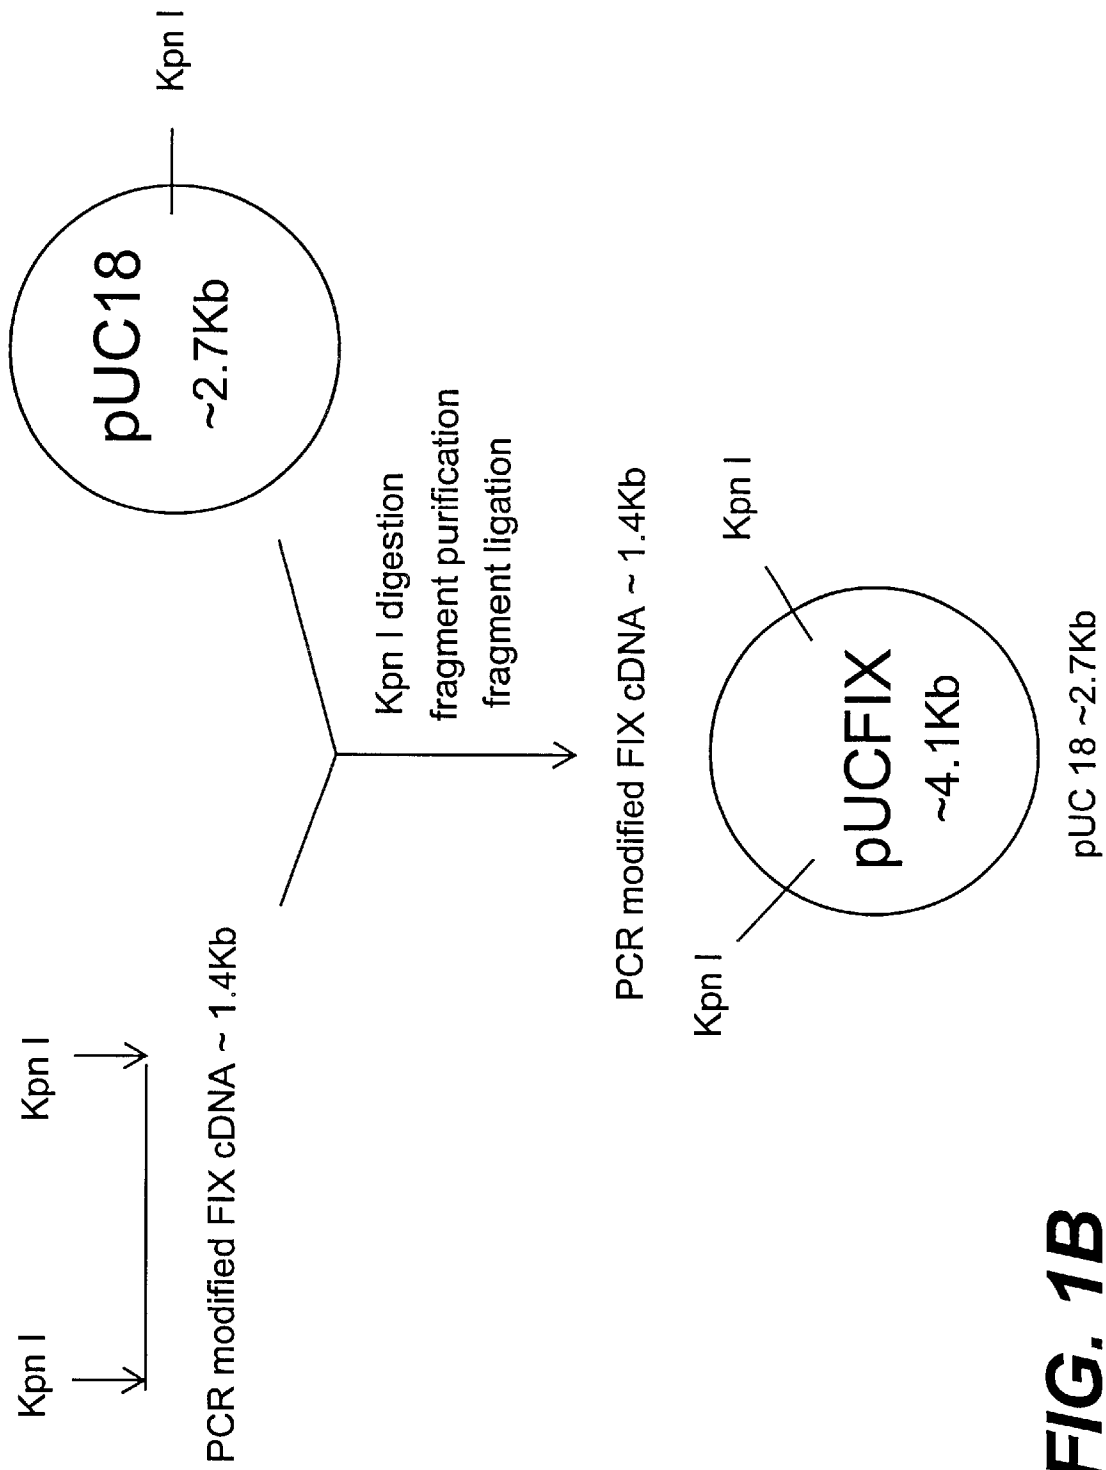 Kpn I
Kpn I
PCR modified FIX cDNA ~ 1.4Kb
pUC18
~2.7Kb
Kpn I
Kpn I digestion
fragment purification
fragment ligation
PCR modified FIX cDNA ~ 1.4Kb
Kpn I
Kpn I
pUCFIX
~4.1Kb
pUC 18 ~2.7Kb
FIG. 1B